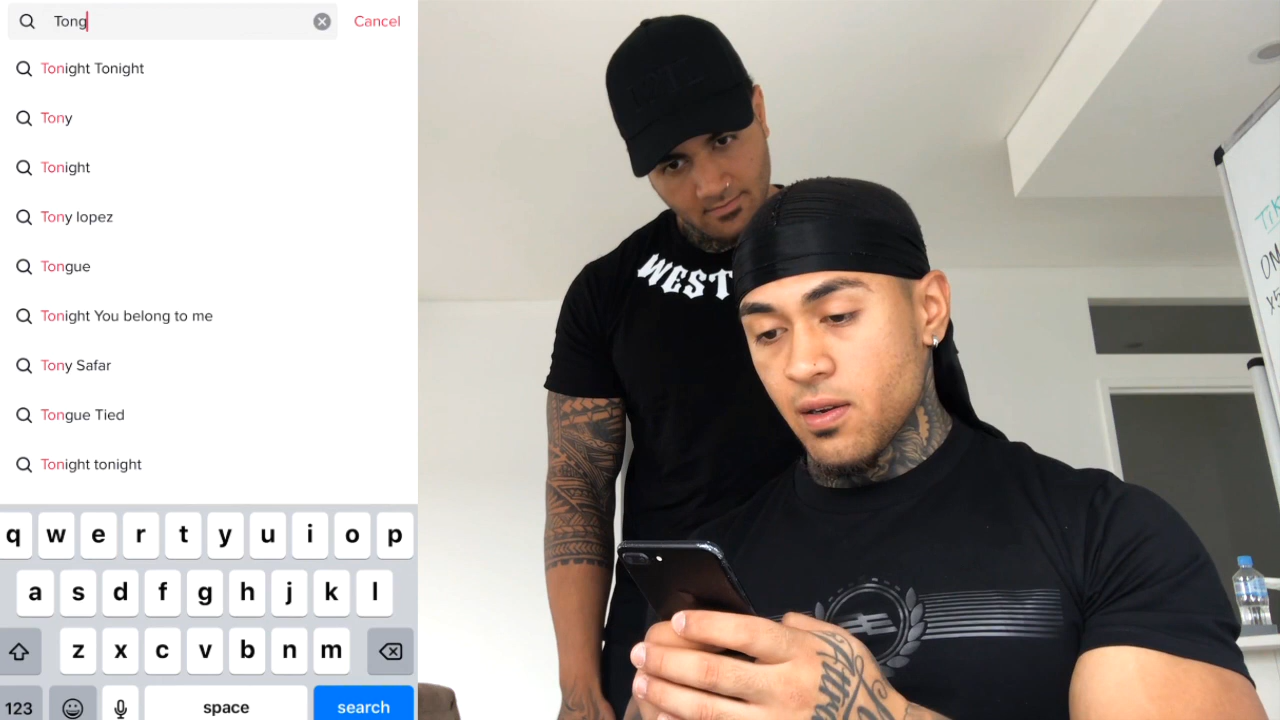 Tong
Cancel
Tonight Tonight
Tony
Tonight
Tony lopez
Tongue
Tonight You belong to me
Tony Safar
Tongue Tied
Tonight tonight
q w e r t y u i o p
a s d f g h j k l
z x c v b n m
123
space
search
WEST